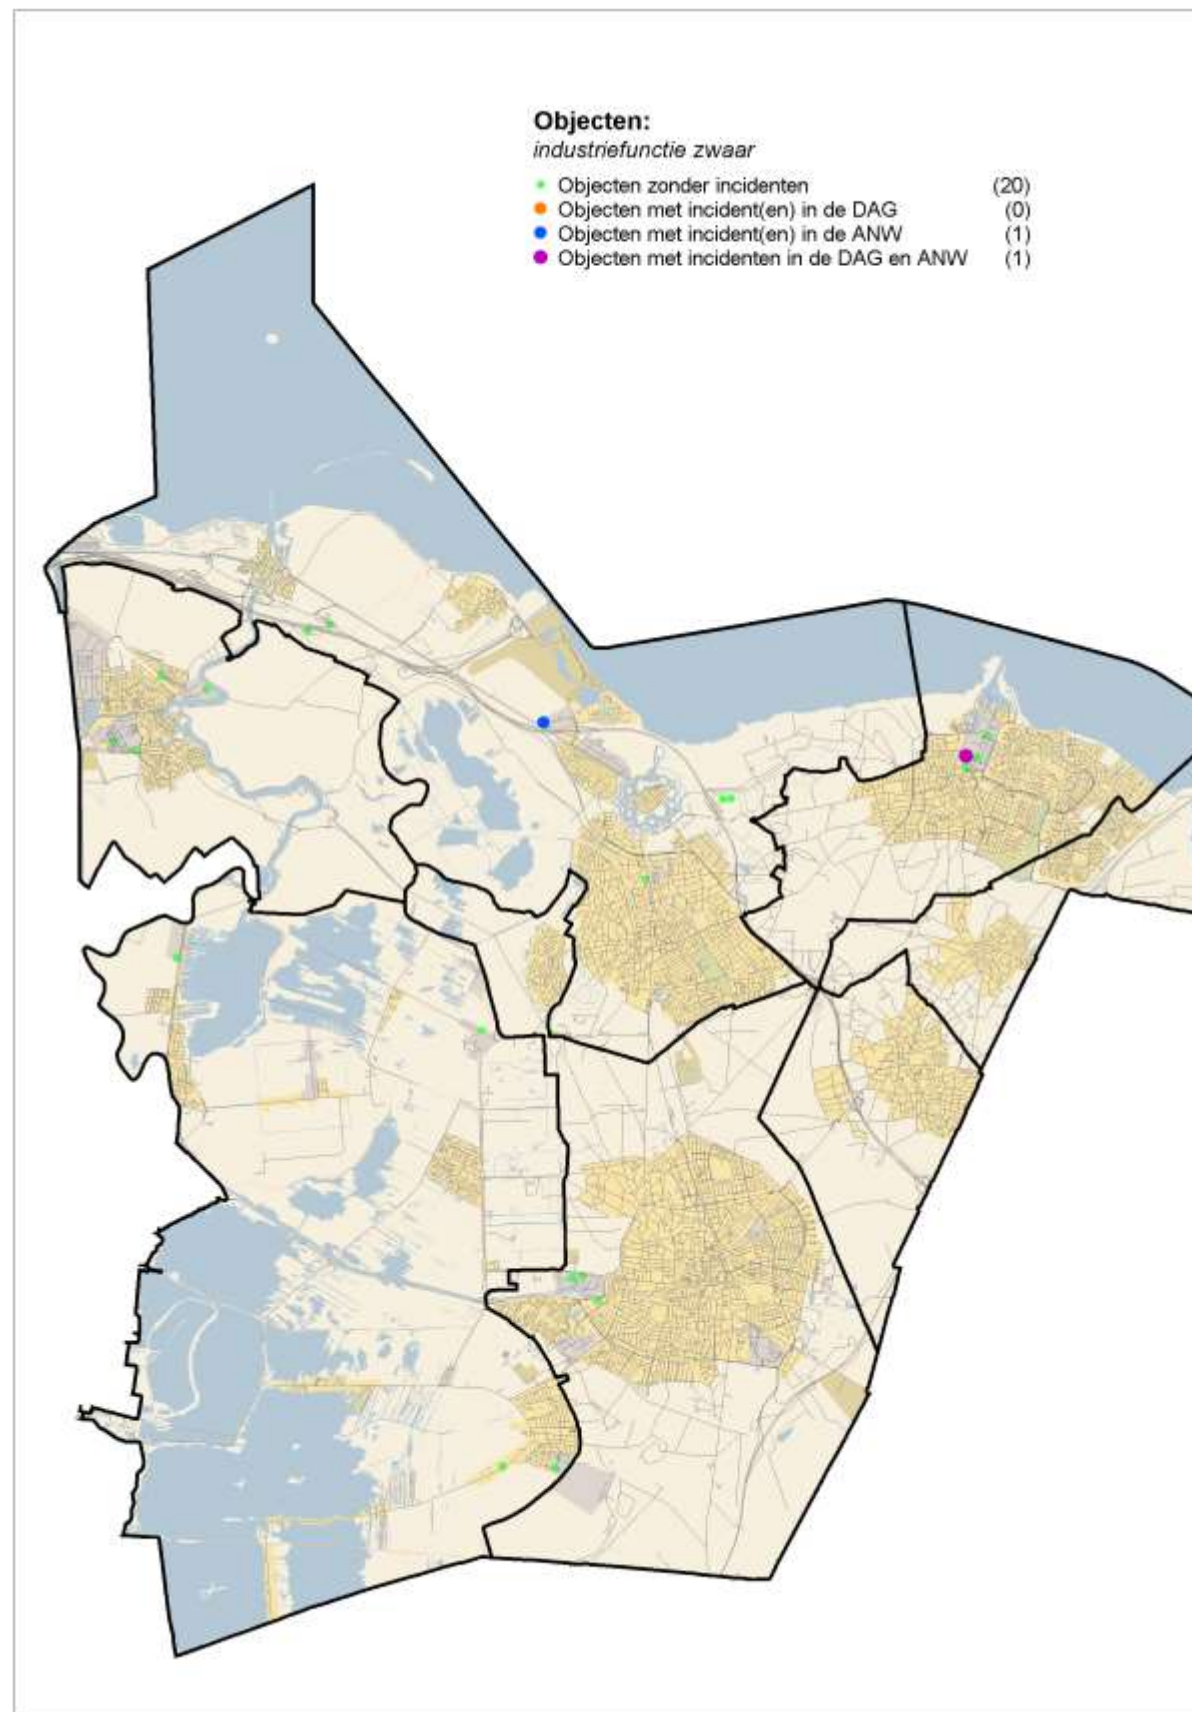 Objecten:
industriefunctie zwaar
Objecten zonder incidenten (20)
Objecten met incident(en) in de DAG (0)
Objecten met incident(en) in de ANW (1)
Objecten met incidenten in de DAG en ANW (1)